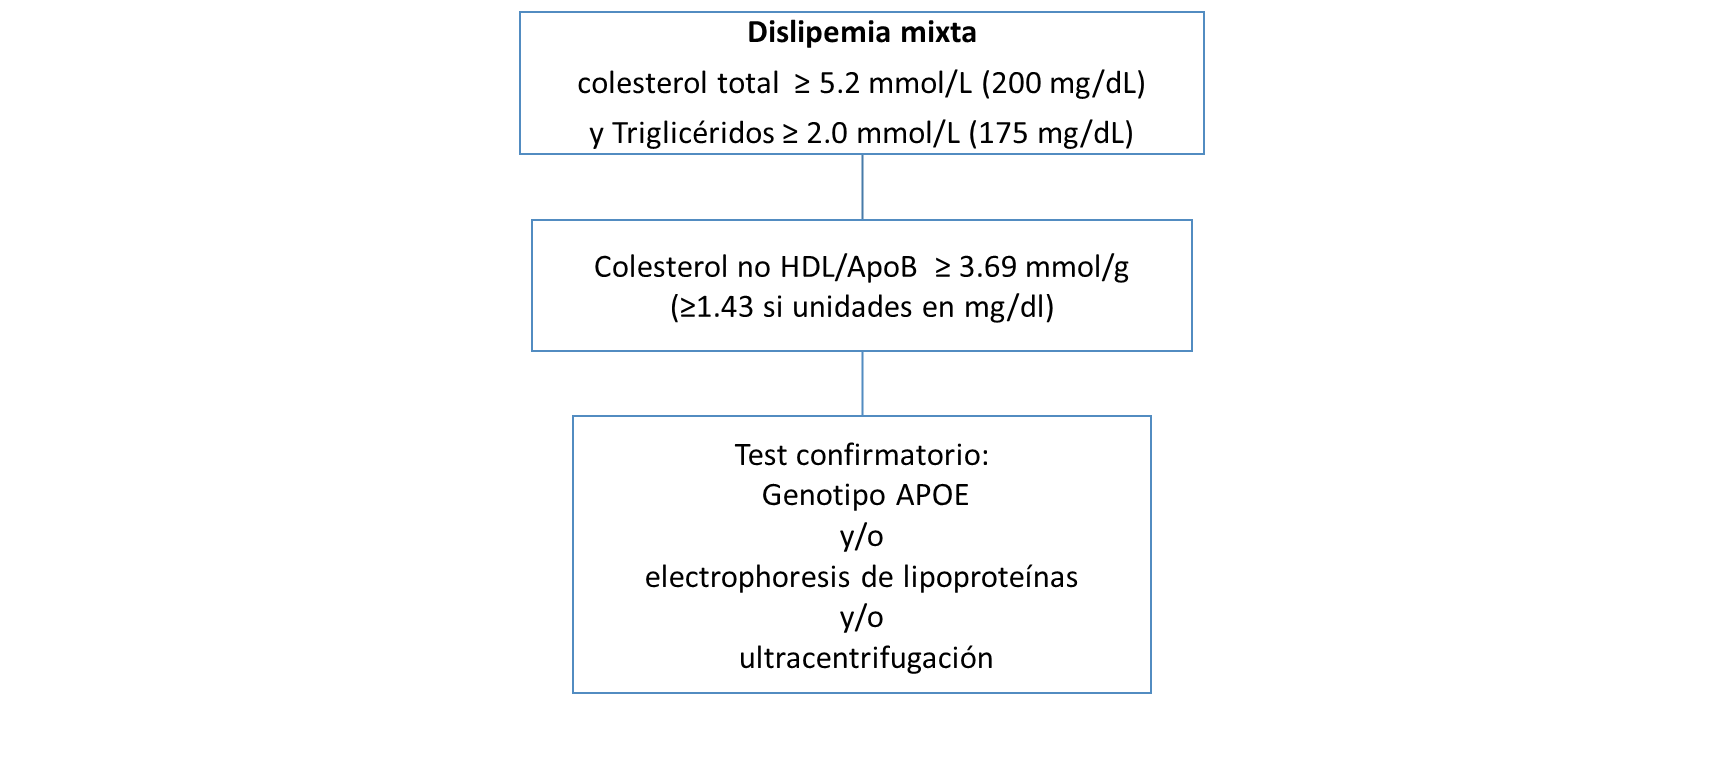 Dislipemia mixta
colesterol total ≥ 5.2 mmol/L (200 mg/dL)
y Triglicéridos ≥ 2.0 mmol/L (175 mg/dL)
Colesterol no HDL/ApoB ≥ 3.69 mmol/g
(≥1.43 si unidades en mg/dl)
Test confirmatorio:
Genotipo APOE
y/o
electrophoresis de lipoproteínas
y/o
ultracentrifugación